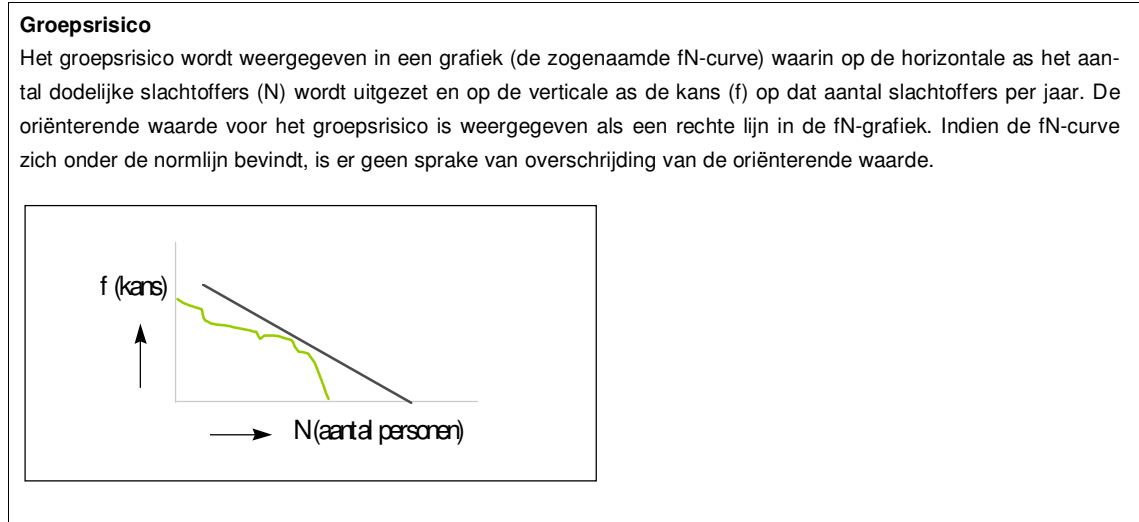 Groepsrisico
Het groepsrisico wordt weergegeven in een grafiek (de zogenaamde fN-curve) waarin op de horizontale as het aan-
tal dodelijke slachtoffers (N) wordt uitgezet en op de verticale as de kans (f) op dat aantal slachtoffers per jaar. De
oriënterende waarde voor het groepsrisico is weergegeven als een rechte lijn in de fN-grafiek. Indien de fN-curve
zich onder de normlijn bevindt, is er geen sprake van overschrijding van de oriënterende waarde.
f (kans)
N (aantal personen)